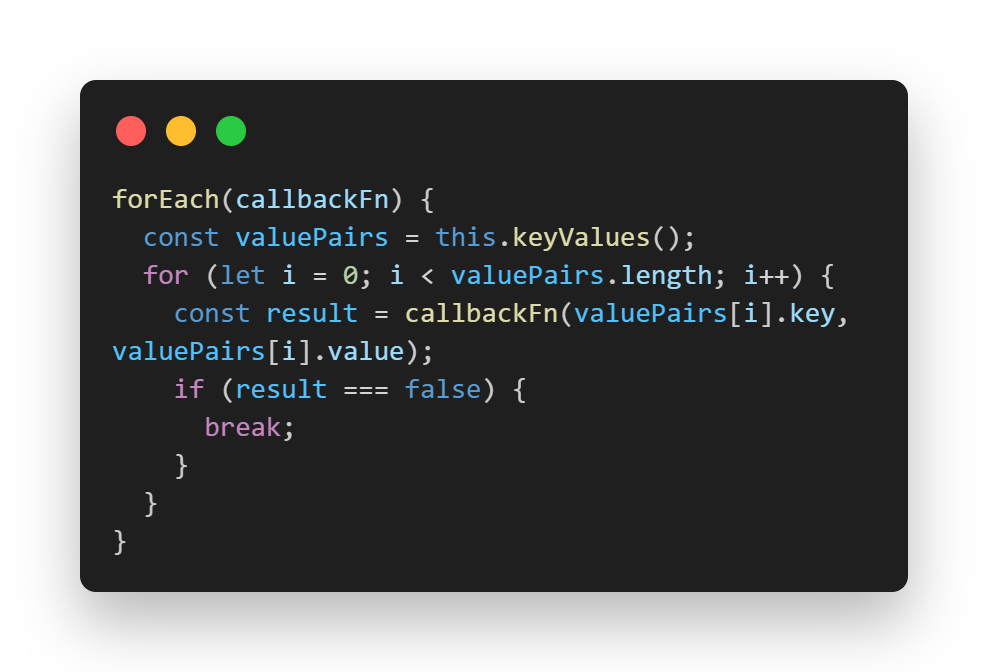 forEach(callbackFn) {
  const valuePairs = this.keyValues();
  for (let i = 0; i < valuePairs.length; i++) {
    const result = callbackFn(valuePairs[i].key,
valuePairs[i].value);
    if (result === false) {
      break;
    }
  }
}